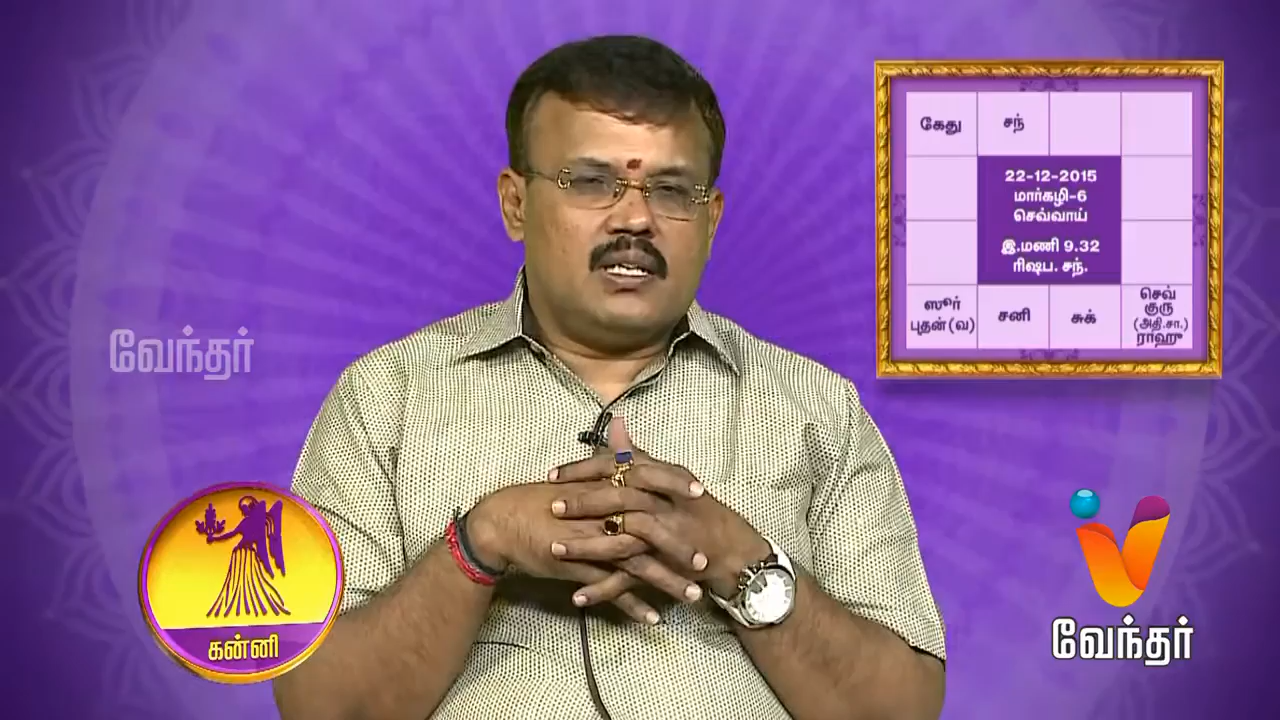 கேது
சந்
22-12-2015
மார்கழி-6
செவ்வாய்
இ.மணி 9.32
ரிஷப. சந்.
ஸூர்
புதன்(வ)
சனி
சுக்
செவ்
குரு
(அதி.சா.)
ராஹு
வேந்தர்
கன்னி
வேந்தர்